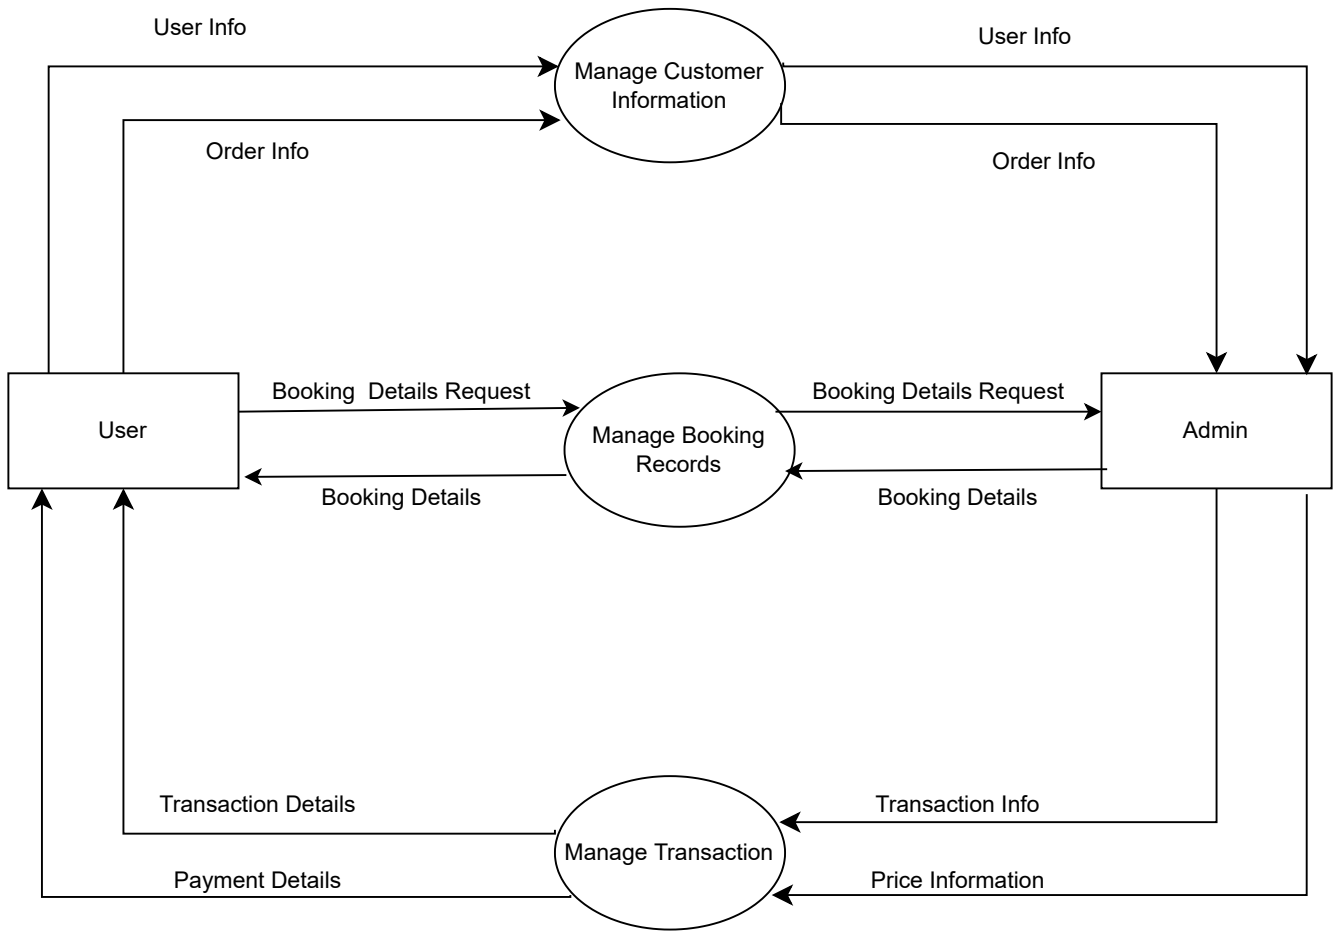 User Info
User Info
Manage Customer
Information
Order Info
Order Info
Booking  Details Request
Booking Details Request
User
Manage Booking
Records
Admin
Booking Details
Booking Details
Transaction Details
Transaction Info
Manage Transaction
Payment Details
Price Information